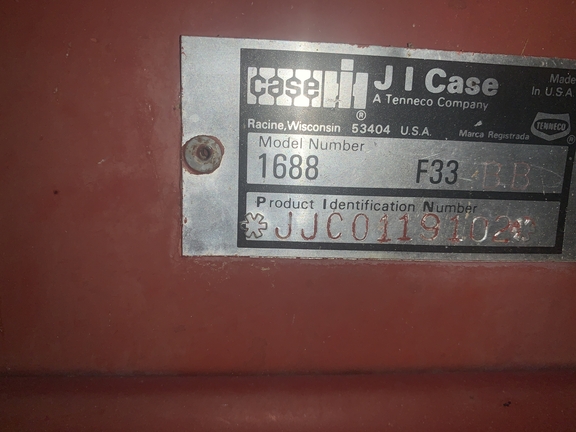 case IH
J I Case
A Tenneco Company
Made
In U.S.A.
Racine, Wisconsin 53404 U.S.A.
Marca Registrada
TENNECO
®
®
Model Number
1688 F33
Product Identification Number
*JJC0119102